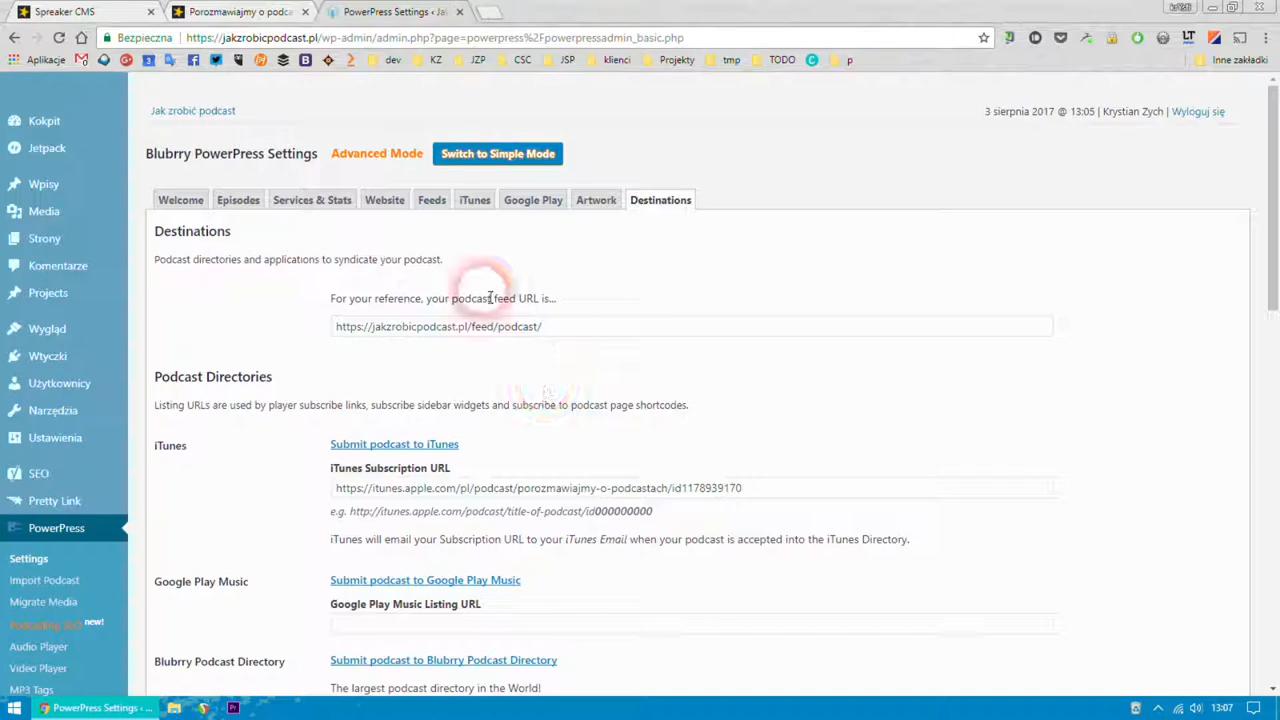 Spreaker CMS
Porozmawiajmy o podca
PowerPress Settings ‹ Ja
Bezpieczna
https://jakzrobicpodcast.pl/wp-admin/admin.php?page=powerpress%2Fpowerpressadmin_basic.php
Aplikacje
dev
KZ
JZP
CSC
JSP
klienci
Projekty
tmp
TODO
p
Inne zakładki
Jak zrobić podcast
3 sierpnia 2017 @ 13:05 | Krystian Zych | Wyloguj się
Kokpit
Jetpack
Wpisy
Media
Strony
Komentarze
Projects
Wygląd
Wtyczki
Użytkownicy
Narzędzia
Ustawienia
SEO
Pretty Link
PowerPress
Settings
Import Podcast
Migrate Media
Podcasting SEO new!
Audio Player
Video Player
MP3 Tags
Blubrry PowerPress Settings
Advanced Mode
Switch to Simple Mode
Welcome
Episodes
Services & Stats
Website
Feeds
iTunes
Google Play
Artwork
Destinations
Destinations
Podcast directories and applications to syndicate your podcast.
For your reference, your podcast feed URL is...
https://jakzrobicpodcast.pl/feed/podcast/
Podcast Directories
Listing URLs are used by player subscribe links, subscribe sidebar widgets and subscribe to podcast page shortcodes.
iTunes
Submit podcast to iTunes
iTunes Subscription URL
https://itunes.apple.com/pl/podcast/porozmawiajmy-o-podcastach/id1178939170
e.g. http://itunes.apple.com/podcast/title-of-podcast/id000000000
iTunes will email your Subscription URL to your iTunes Email when your podcast is accepted into the iTunes Directory.
Google Play Music
Submit podcast to Google Play Music
Google Play Music Listing URL
Blubrry Podcast Directory
Submit podcast to Blubrry Podcast Directory
The largest podcast directory in the World!
PowerPress Settings ‹ ...
13:07